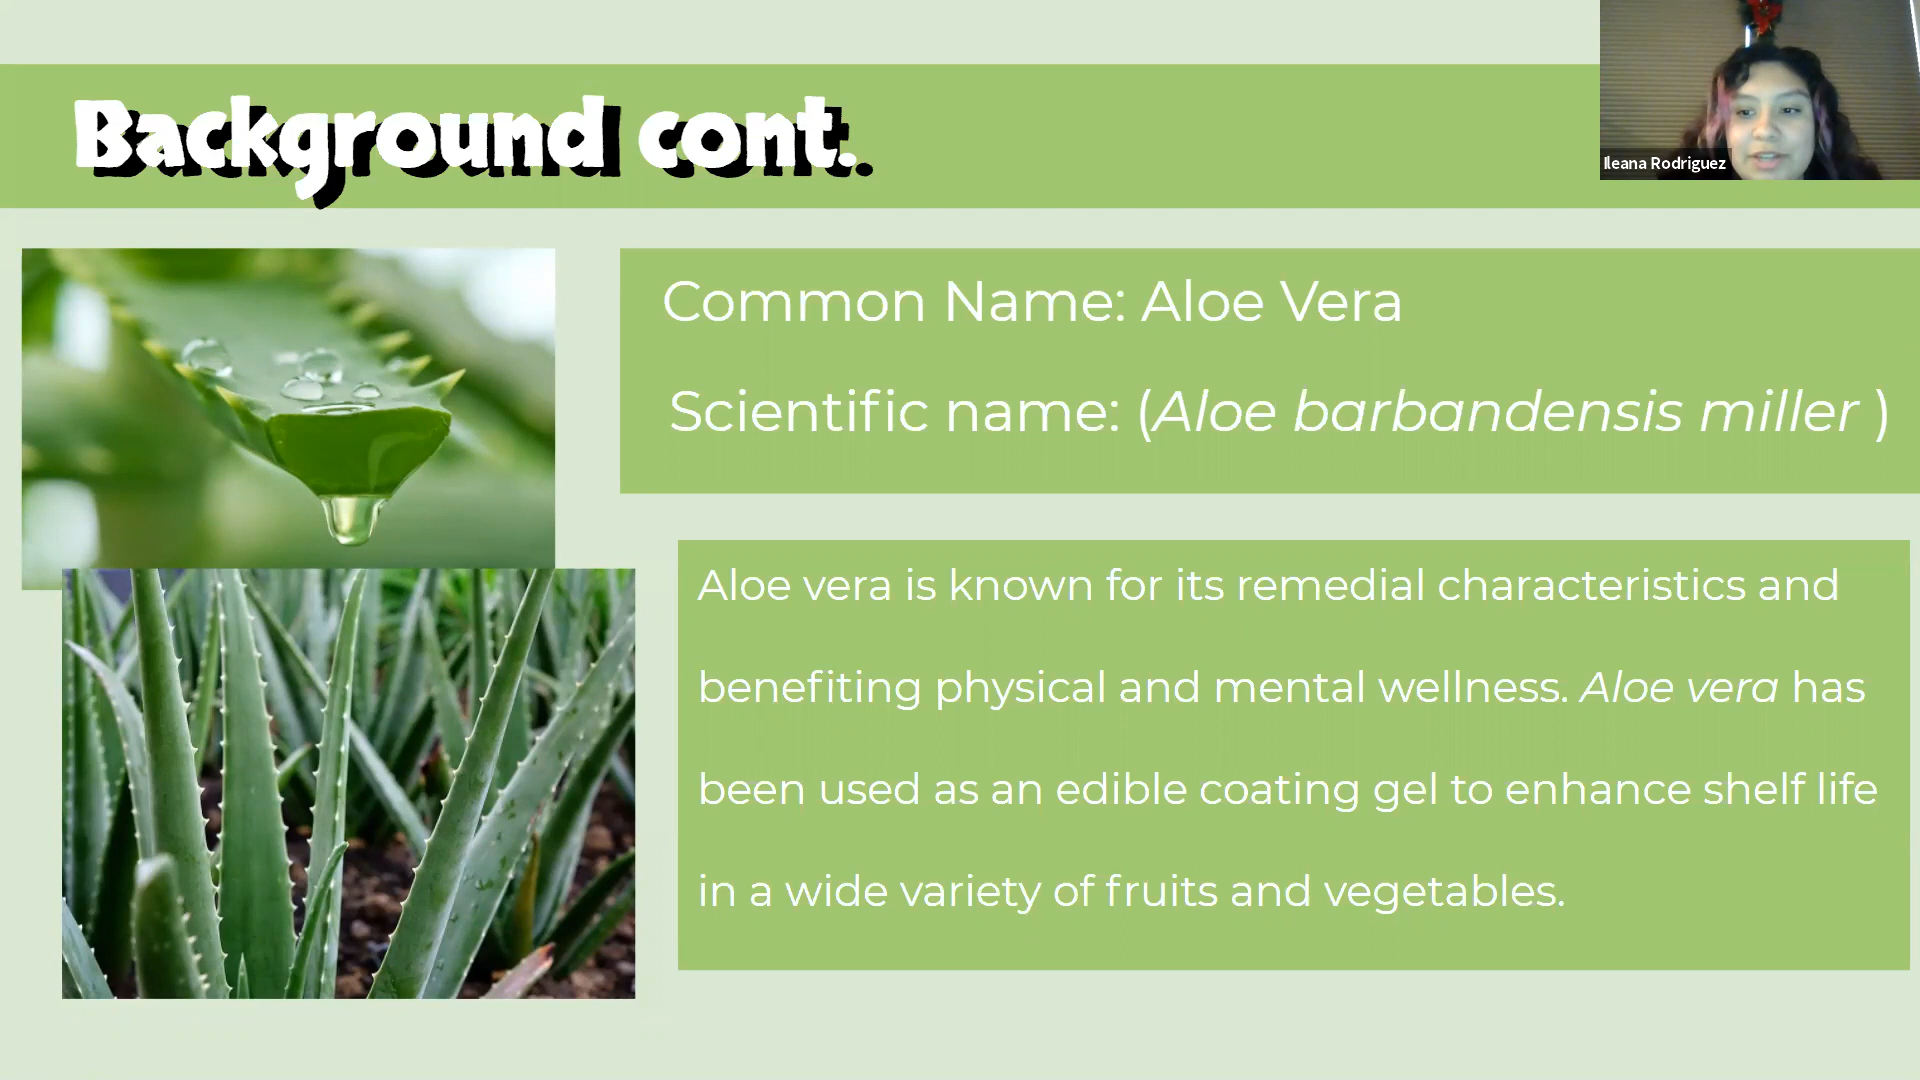 Background cont.
Ileana Rodriguez
Common Name: Aloe Vera
Scientific name: (Aloe barbandensis miller )
Aloe vera is known for its remedial characteristics and
benefiting physical and mental wellness. Aloe vera has
been used as an edible coating gel to enhance shelf life
in a wide variety of fruits and vegetables.